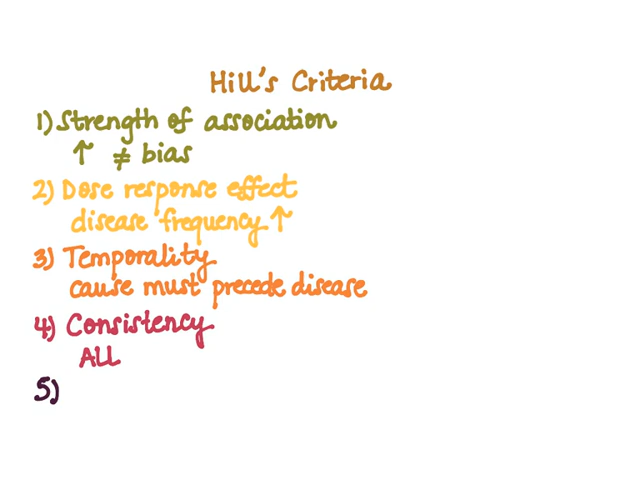 Hill's Criteria
1) Strength of association
↑ ≠ bias
2) Dose response effect
disease frequency ↑
3) Temporality
cause must precede disease
4) Consistency
ALL
5)